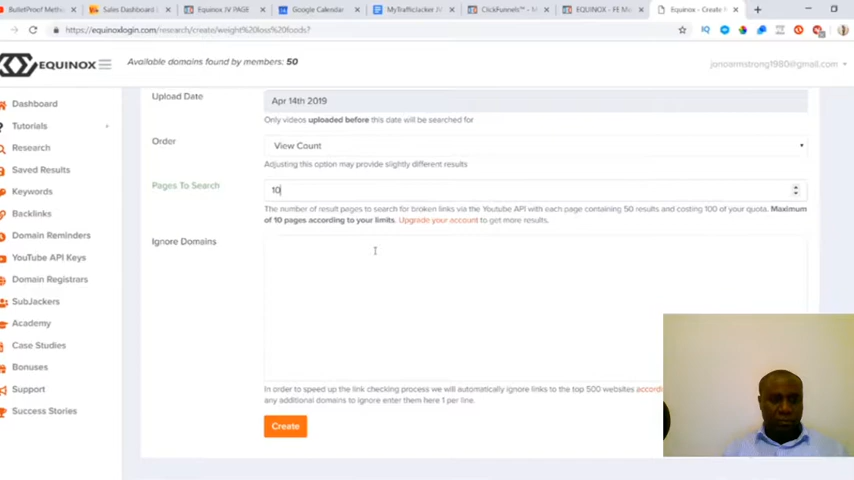 BulletProof Meth
Sales Dashboard
Equinox JV PAGE
Google Calendar
MyTrafficJacker JV
ClickFunnels™ - M
EQUINOX - FE M
Equinox - Create
https://equinoxlogin.com/research/create/weight%20loss%20foods?
EQUINOX
Available domains found by members: 50
jonoarmstrong1980@gmail.com
Dashboard
Tutorials
Research
Saved Results
Keywords
Backlinks
Domain Reminders
YouTube API Keys
Domain Registrars
SubJackers
Academy
Case Studies
Bonuses
Support
Success Stories
Upload Date
Apr 14th 2019
Only videos uploaded before this date will be searched for
Order
View Count
Adjusting this option may provide slightly different results
Pages To Search
10
The number of result pages to search for broken links via the Youtube API with each page containing 50 results and costing 100 of your quota. Maximum
of 10 pages according to your limits. Upgrade your account to get more results.
Ignore Domains
In order to speed up the link checking process we will automatically ignore links to the top 500 websites accordi
any additional domains to ignore enter them here 1 per line.
Create